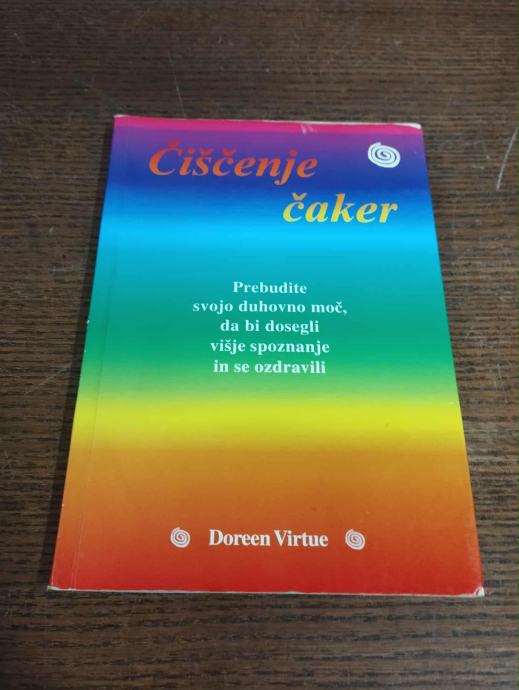 Čiščenje
čaker
Prebudite
svojo duhovno moč,
da bi dosegli
višje spoznanje
in se ozdravili
Doreen Virtue